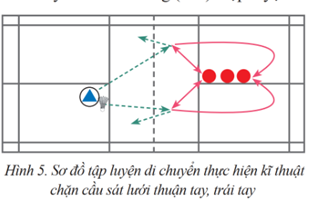 Hình 5. Sơ đồ tập luyện di chuyển thực hiện kĩ thuật
chặn cầu sát lưới thuận tay, trái tay